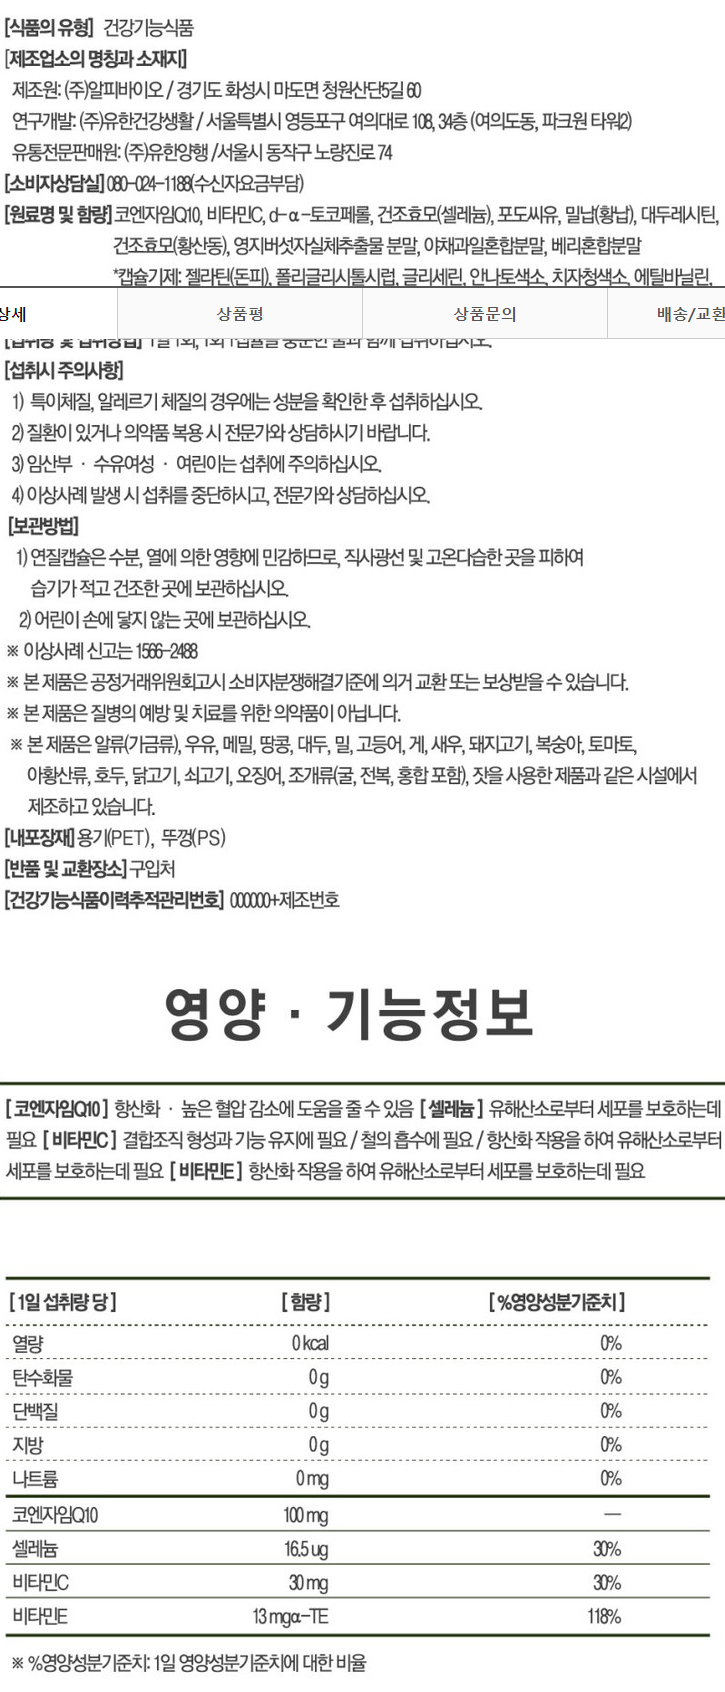 [식품의 유형] 건강기능식품
[제조업소의 명칭과 소재지]
제조원: (주)알피바이오 / 경기도 화성시 마도면 청원산단5길 60
연구개발: (주)유한건강생활 / 서울특별시 영등포구 여의대로 108, 34층 (여의도동, 파크원 타워2)
유통전문판매원: (주)유한양행 /서울시 동작구 노량진로 74
[소비자상담실] 080-024-1188(수신자요금부담)
[원료명 및 함량] 코엔자임Q10, 비타민C, d-α-토코페롤, 건조효모(셀레늄), 포도씨유, 밀납(황납), 대두레시틴,
건조효모(황산동), 영지버섯자실체추출물 분말, 야채과일혼합분말, 베리혼합분말
*캡슐기제: 젤라틴(돈피), 폴리글리시톨시럽, 글리세린, 안나토색소, 치자청색소, 에틸바닐린,
상세 상품평 상품문의 배송/교환
[섭취량 및 섭취방법] 1일 1회, 1회 1캡슐을 충분한 물과 함께 섭취하십시오.
[섭취시 주의사항]
1) 특이체질, 알레르기 체질의 경우에는 성분을 확인한 후 섭취하십시오.
2) 질환이 있거나 의약품 복용 시 전문가와 상담하시기 바랍니다.
3) 임산부 · 수유여성 · 여린이는 섭취에 주의하십시오.
4) 이상사례 발생 시 섭취를 중단하시고, 전문가와 상담하십시오.
[보관방법]
1) 연질캡슐은 수분, 열에 의한 영향에 민감하므로, 직사광선 및 고온다습한 곳을 피하여
습기가 적고 건조한 곳에 보관하십시오.
2) 어린이 손에 닿지 않는 곳에 보관하십시오.
※ 이상사례 신고는 1566-2488
※ 본 제품은 공정거래위원회고시 소비자분쟁해결기준에 의거 교환 또는 보상받을 수 있습니다.
※ 본 제품은 질병의 예방 및 치료를 위한 의약품이 아닙니다.
※ 본 제품은 알류(가금류), 우유, 메밀, 땅콩, 대두, 밀, 고등어, 게, 새우, 돼지고기, 복숭아, 토마토,
아황산류, 호두, 닭고기, 쇠고기, 오징어, 조개류(굴, 전복, 홍합 포함), 잣을 사용한 제품과 같은 시설에서
제조하고 있습니다.
[내포장재] 용기(PET), 뚜껑(PS)
[반품 및 교환장소] 구입처
[건강기능식품이력추적관리번호] 000000+제조번호
영양 · 기능정보
[ 코엔자임Q10 ] 항산화 · 높은 혈압 감소에 도움을 줄 수 있음 [ 셀레늄 ] 유해산소로부터 세포를 보호하는데
필요 [ 비타민C ] 결합조직 형성과 기능 유지에 필요 / 철의 흡수에 필요 / 항산화 작용을 하여 유해산소로부터
세포를 보호하는데 필요 [ 비타민E ] 항산화 작용을 하여 유해산소로부터 세포를 보호하는데 필요
[ 1일 섭취량 당 ] [ 함량 ] [ %영양성분기준치 ]
열량 0 kcal 0%
탄수화물 0 g 0%
단백질 0 g 0%
지방 0 g 0%
나트륨 0 mg 0%
코엔자임Q10 100 mg —
셀레늄 16.5 ug 30%
비타민C 30 mg 30%
비타민E 13 mgα-TE 118%
※ %영양성분기준치: 1일 영양성분기준치에 대한 비율